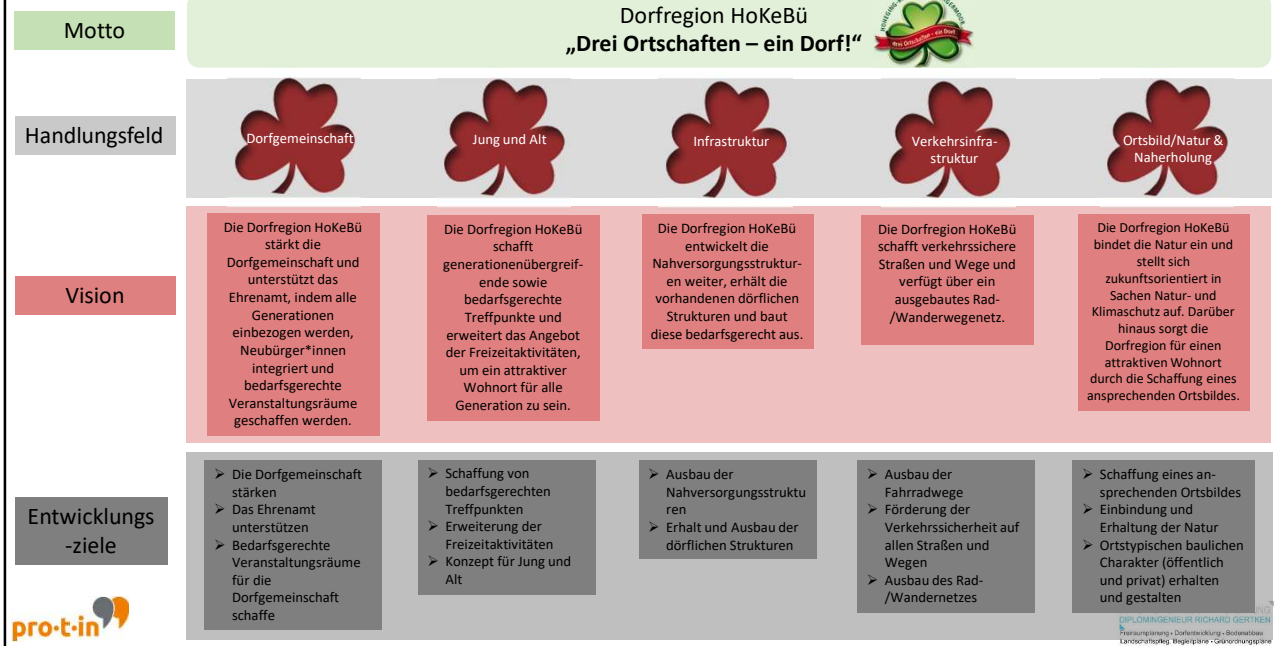 Motto
Dorfregion HoKeBü
„Drei Ortschaften – ein Dorf!“
drei Ortschaften - ein Dorf
Handlungsfeld
Dorfgemeinschaft
Jung und Alt
Infrastruktur
Verkehrsinfra-
struktur
Ortsbild/Natur &
Naherholung
Vision
Die Dorfregion HoKeBü
stärkt die
Dorfgemeinschaft und
unterstützt das
Ehrenamt, indem alle
Generationen
einbezogen werden,
Neubürger*innen
integriert und
bedarfsgerechte
Veranstaltungsräume
geschaffen werden.
Die Dorfregion HoKeBü
schafft
generationenübergreif-
ende sowie
bedarfsgerechte
Treffpunkte und
erweitert das Angebot
der Freizeitaktivitäten,
um ein attraktiver
Wohnort für alle
Generation zu sein.
Die Dorfregion HoKeBü
entwickelt die
Nahversorgungsstruktur-
en weiter, erhält die
vorhandenen dörflichen
Strukturen und baut
diese bedarfsgerecht aus.
Die Dorfregion HoKeBü
schafft verkehrssichere
Straßen und Wege und
verfügt über ein
ausgebautes Rad-
/Wanderwegenetz.
Die Dorfregion HoKeBü
bindet die Natur ein und
stellt sich
zukunftsorientiert in
Sachen Natur- und
Klimaschutz auf. Darüber
hinaus sorgt die
Dorfregion für einen
attraktiven Wohnort
durch die Schaffung eines
ansprechenden Ortsbildes.
Entwicklungs
-ziele
➢ Die Dorfgemeinschaft
stärken
➢ Das Ehrenamt
unterstützen
➢ Bedarfsgerechte
Veranstaltungsräume
für die
Dorfgemeinschaft
schaffe
➢ Schaffung von
bedarfsgerechten
Treffpunkten
➢ Erweiterung der
Freizeitaktivitäten
➢ Konzept für Jung und
Alt
➢ Ausbau der
Nahversorgungsstruktu
ren
➢ Erhalt und Ausbau der
dörflichen Strukturen
➢ Ausbau der
Fahrradwege
➢ Förderung der
Verkehrssicherheit auf
allen Straßen und
Wegen
➢ Ausbau des Rad-
/Wandernetzes
➢ Schaffung eines an-
sprechenden Ortsbildes
➢ Einbindung und
Erhaltung der Natur
➢ Ortstypischen baulichen
Charakter (öffentlich
und privat) erhalten
und gestalten
pro-t-in
DIPLOMINGENIEUR RICHARD GERTKEN
Freiraumplanung • Dorfentwicklung • Bodenabbau
Landschaftspfleg. Begleitpläne • Grünordnungspläne